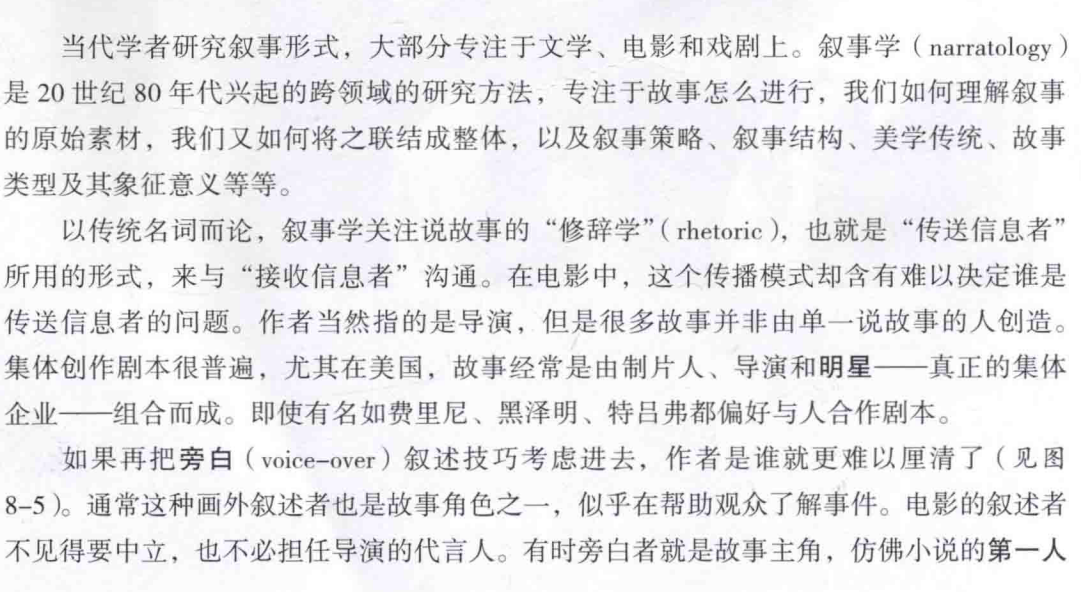 当代学者研究叙事形式，大部分专注于文学、电影和戏剧上。叙事学（narratology）
是 20 世纪 80 年代兴起的跨领域的研究方法，专注于故事怎么进行，我们如何理解叙事
的原始素材，我们又如何将之联结成整体，以及叙事策略、叙事结构、美学传统、故事
类型及其象征意义等等。
以传统名词而论，叙事学关注说故事的“修辞学”（rhetoric），也就是“传送信息者”
所用的形式，来与“接收信息者”沟通。在电影中，这个传播模式却含有难以决定谁是
传送信息者的问题。作者当然指的是导演，但是很多故事并非由单一说故事的人创造。
集体创作剧本很普遍，尤其在美国，故事经常是由制片人、导演和明星——真正的集体
企业——组合而成。即使有名如费里尼、黑泽明、特吕弗都偏好与人合作剧本。
如果再把旁白（voice-over）叙述技巧考虑进去，作者是谁就更难以厘清了（见图
8-5）。通常这种画外叙述者也是故事角色之一，似乎在帮助观众了解事件。电影的叙述者
不见得要中立，也不必担任导演的代言人。有时旁白者就是故事主角，仿佛小说的第一人